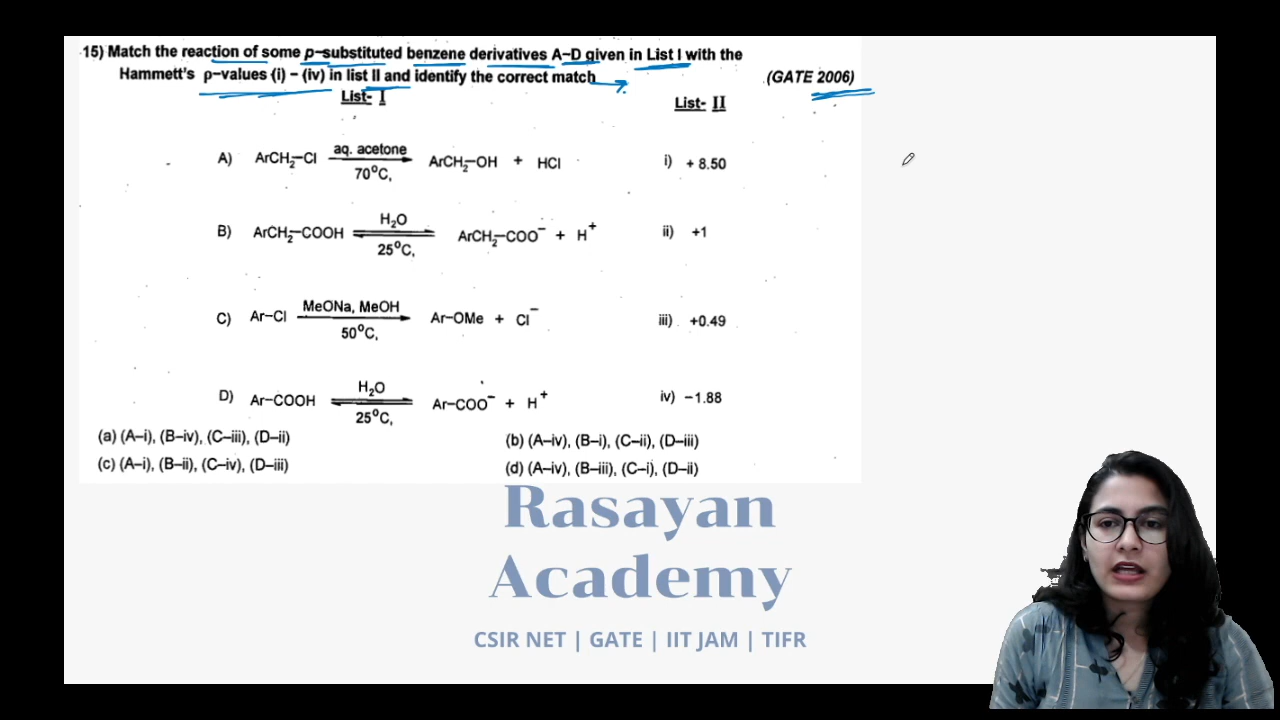 15) Match the reaction of some p-substituted benzene derivatives A-D given in List I with the
Hammett's ρ-values (i) – (iv) in list II and identify the correct match (GATE 2006)
List- I List- II
A) ArCH₂-Cl aq. acetone 70°C, ArCH₂-OH + HCl i) + 8.50
B) ArCH₂-COOH H₂O 25°C, ArCH₂-COO⁻ + H⁺ ii) +1
C) Ar-Cl MeONa, MeOH 50°C, Ar-OMe + Cl⁻ iii) +0.49
D) Ar-COOH H₂O 25°C, Ar-COO⁻ + H⁺ iv) -1.88
(a) (A-i), (B-iv), (C-iii), (D-ii) (b) (A-iv), (B-i), (C-ii), (D-iii)
(c) (A-i), (B-ii), (C-iv), (D-iii) (d) (A-iv), (B-iii), (C-i), (D-ii)
Rasayan
Academy
CSIR NET | GATE | IIT JAM | TIFR